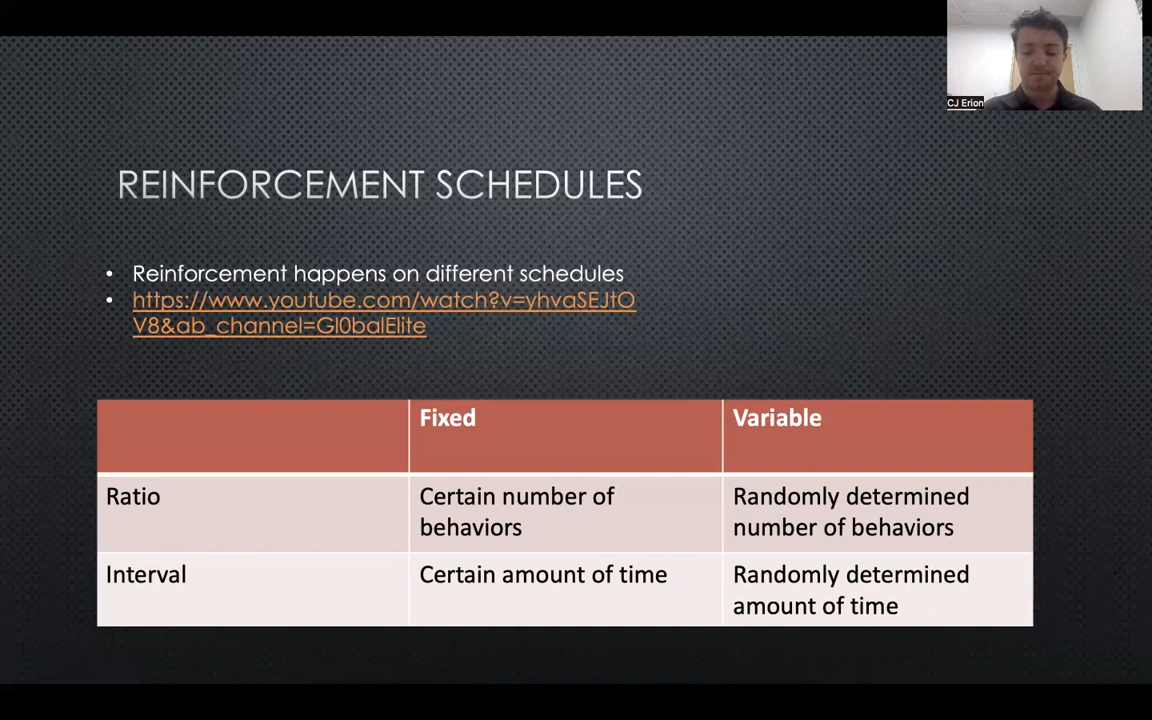 CJ Erion
REINFORCEMENT SCHEDULES
• Reinforcement happens on different schedules
• https://www.youtube.com/watch?v=yhvaSEJtO
V8&ab_channel=Gl0balElite
Fixed
Variable
Ratio
Certain number of
behaviors
Randomly determined
number of behaviors
Interval
Certain amount of time
Randomly determined
amount of time